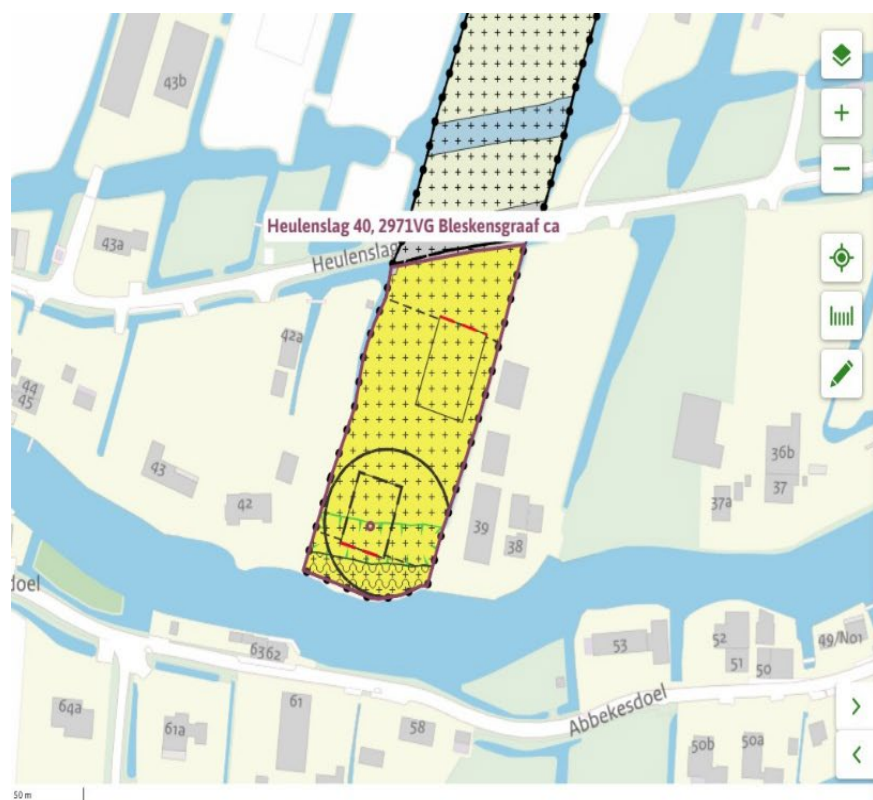 43b
43a
Heulenslag 40, 2971VG Bleskensgraaf ca
Heulenslag
42a
44
45
43
42
39
38
36b
37
37a
doel
6362
64a
61a
61
58
53
52
51
50
49/No1
Abbekesdoel
50b
50a
50 m